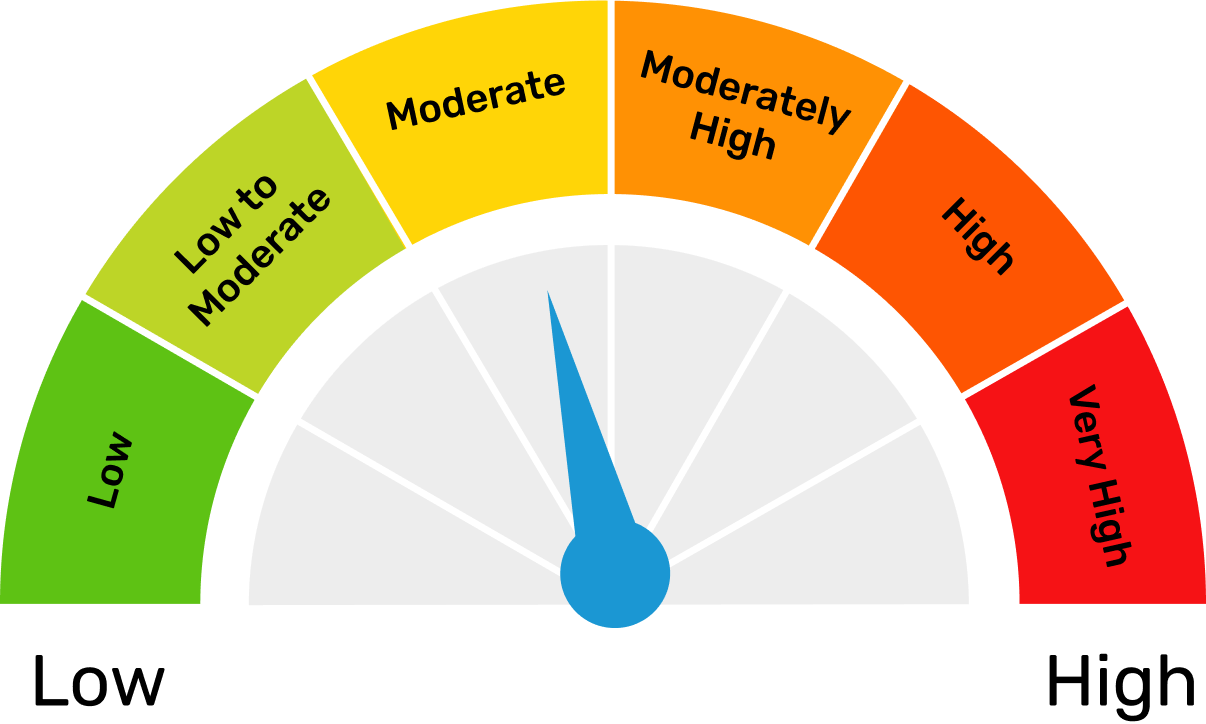 Low
Low to
Moderate
Moderate
Moderately
High
High
Very High
Low
High